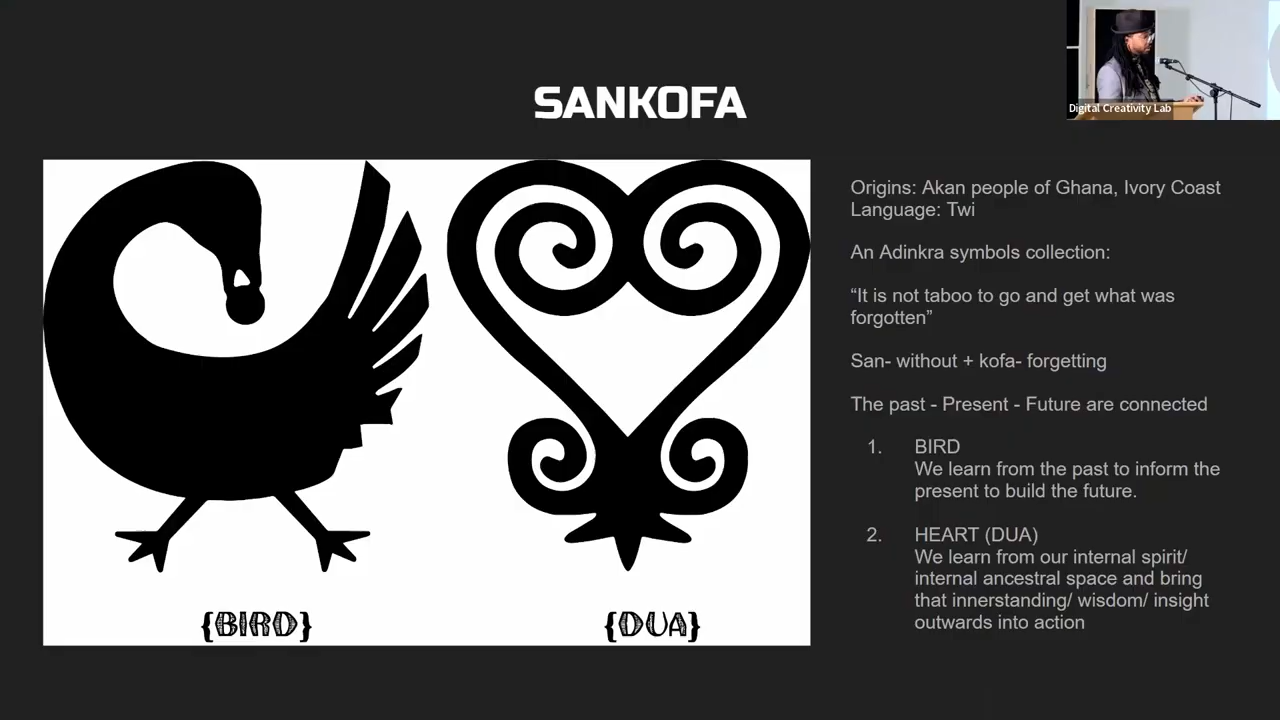 Digital Creativity Lab
SANKOFA
Origins: Akan people of Ghana, Ivory Coast
Language: Twi
An Adinkra symbols collection:
“It is not taboo to go and get what was
forgotten”
San- without + kofa- forgetting
The past - Present - Future are connected
1. BIRD
We learn from the past to inform the
present to build the future.
2. HEART (DUA)
We learn from our internal spirit/
internal ancestral space and bring
that innerstanding/ wisdom/ insight
outwards into action
{BIRD}
{DUA}